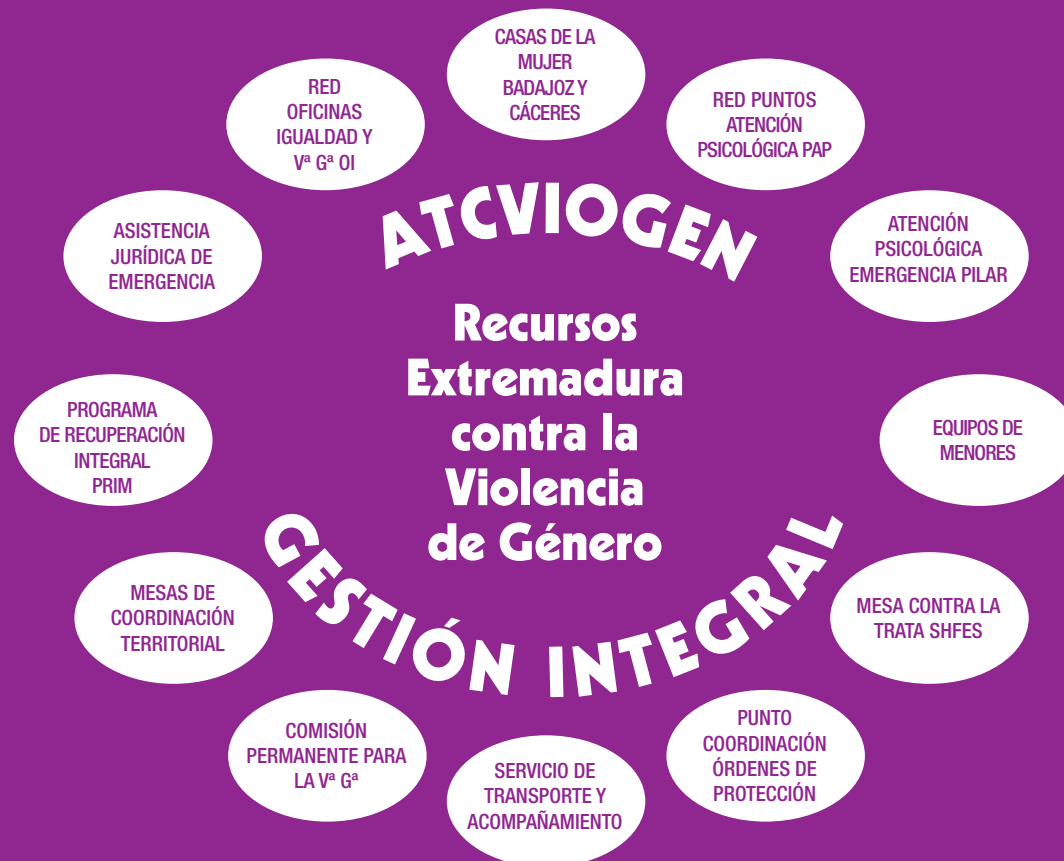 CASAS DE LA
MUJER
BADAJOZ Y
CÁCERES
RED PUNTOS
ATENCIÓN
PSICOLÓGICA PAP
ATENCIÓN
PSICOLÓGICA
EMERGENCIA PILAR
EQUIPOS DE
MENORES
MESA CONTRA LA
TRATA SHFES
PUNTO
COORDINACIÓN
ÓRDENES DE
PROTECCIÓN
SERVICIO DE
TRANSPORTE Y
ACOMPAÑAMIENTO
COMISIÓN
PERMANENTE PARA
LA Vª Gª
MESAS DE
COORDINACIÓN
TERRITORIAL
PROGRAMA
DE RECUPERACIÓN
INTEGRAL
PRIM
ASISTENCIA
JURÍDICA DE
EMERGENCIA
RED
OFICINAS
IGUALDAD Y
Vª Gª OI
ATCVIOGEN
Recursos
Extremadura
contra la
Violencia
de Género
GESTIÓN INTEGRAL